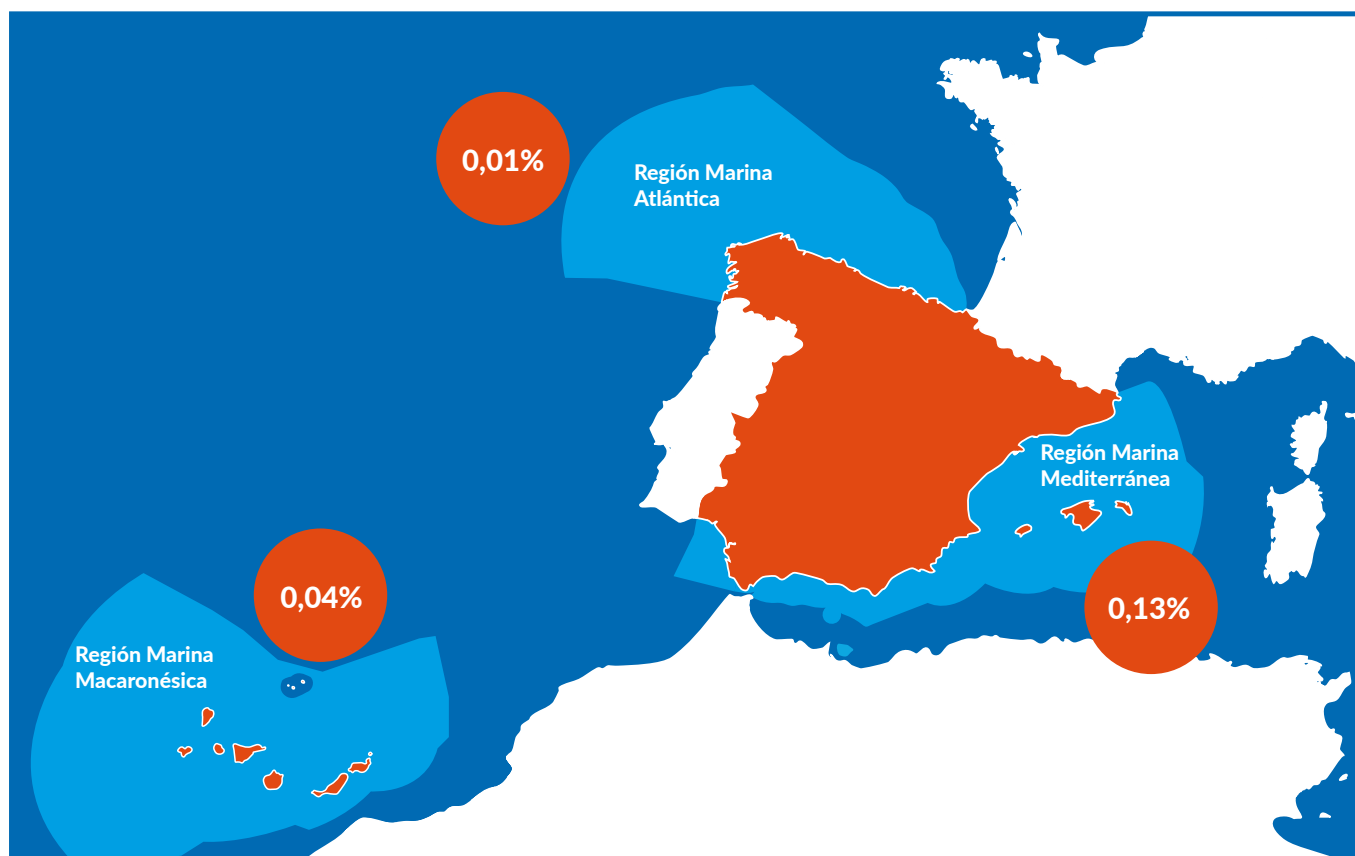 0,01%
Región Marina
Atlántica
Región Marina
Mediterránea
0,04%
0,13%
Región Marina
Macaronésica